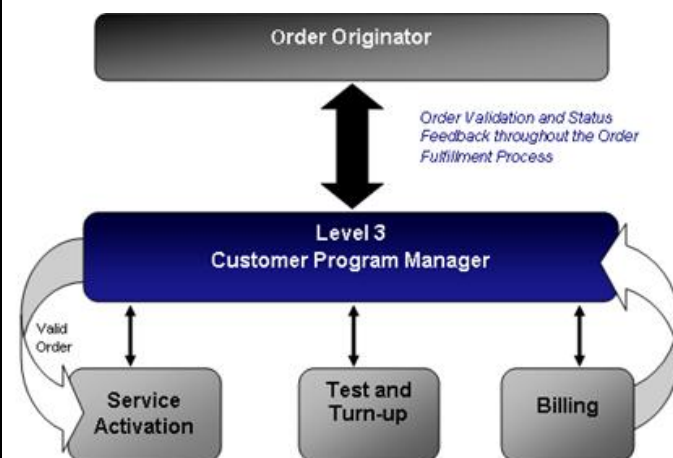 Order Originator
Order Validation and Status
Feedback throughout the Order
Fulfillment Process
Level 3
Customer Program Manager
Valid
Order
Service
Activation
Test and
Turn-up
Billing